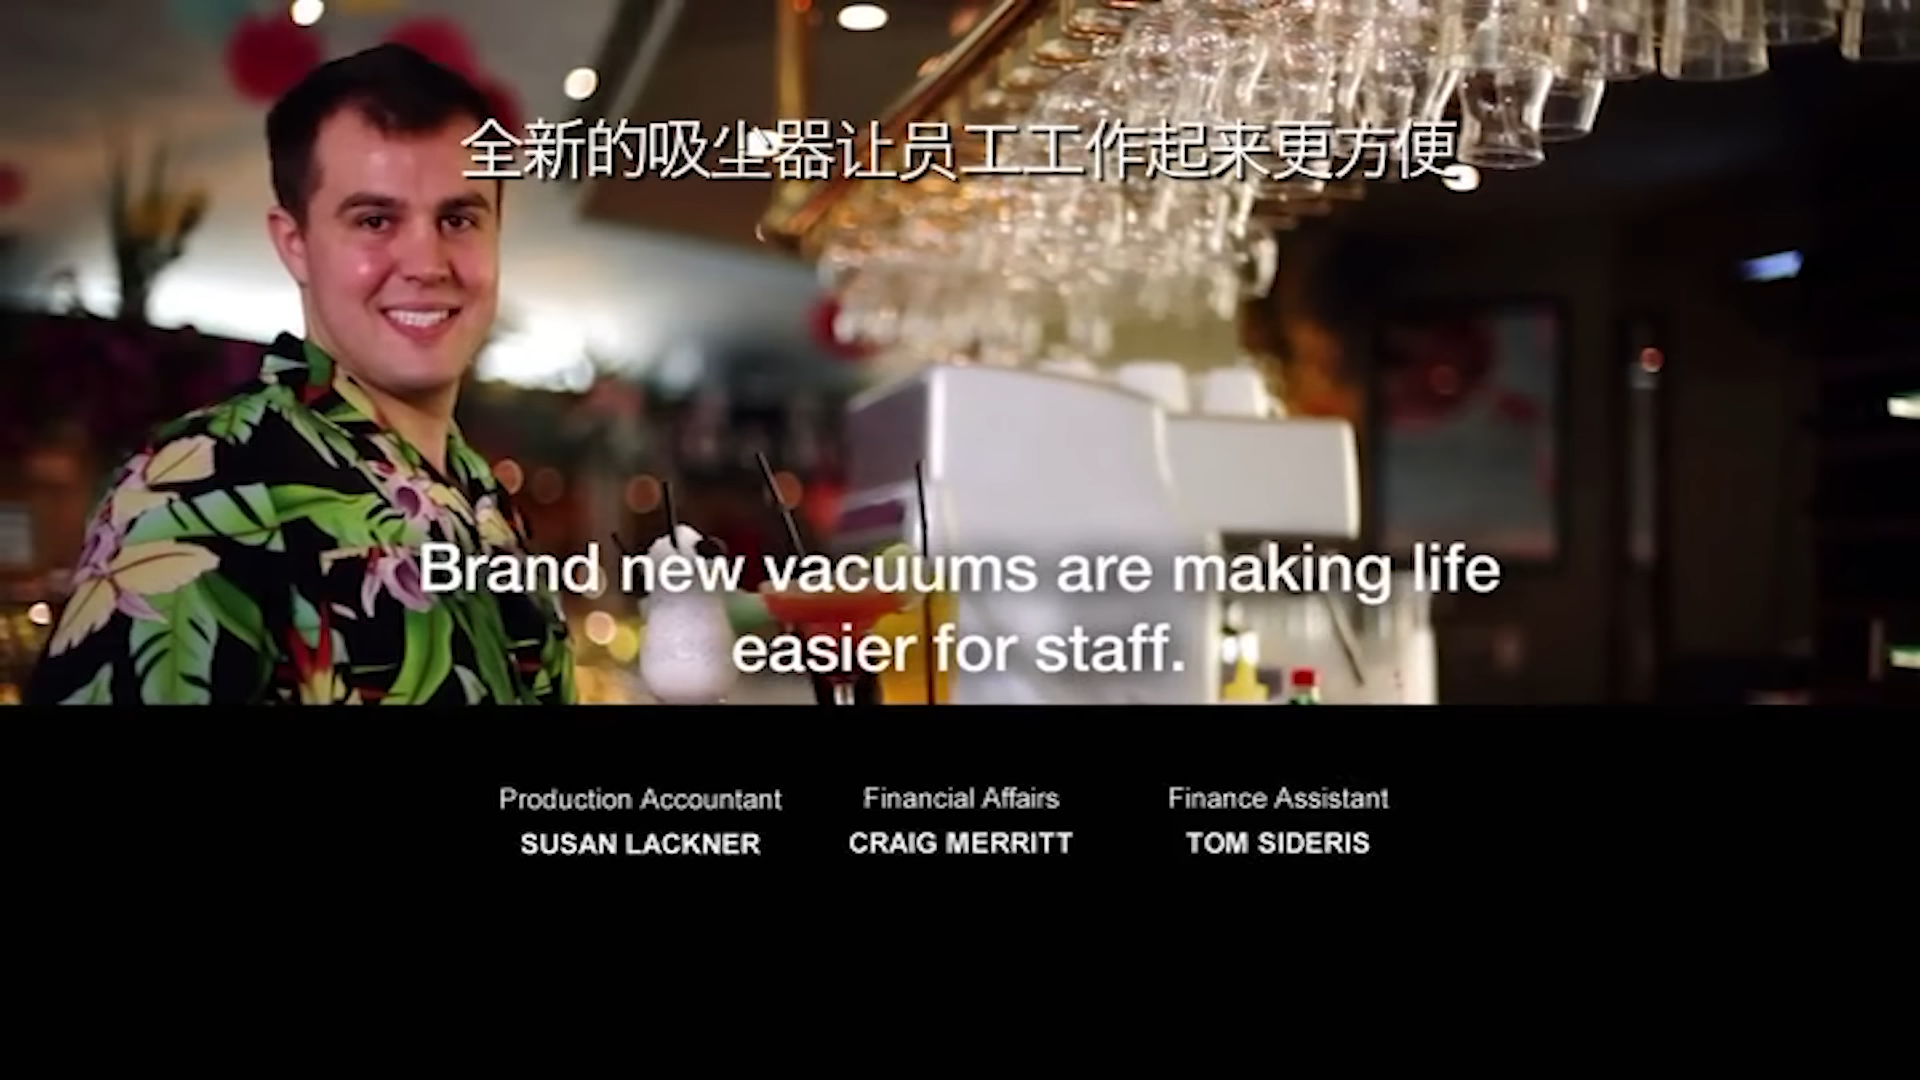 全新的吸尘器让员工工作起来更方便
Brand new vacuums are making life
easier for staff.
Production Accountant
SUSAN LACKNER
Financial Affairs
CRAIG MERRITT
Finance Assistant
TOM SIDERIS